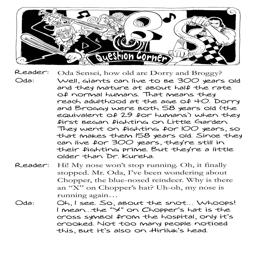 Question Corner
Reader: Oda Sensei, how old are Dorry and Broggy?
Oda: Well, giants can live to be 300 years old
and they mature at about half the rate
of normal humans. That means they
reach adulthood at the age of 40. Dorry
and Broggy were both 58 years old (the
equivalent of 29 for humans) when they
first began fighting on Little Garden.
They went on fighting for 100 years, so
that makes them 158 years old. Since they
can live for 300 years, they're still in
their fighting prime. But they're a little
older than Dr. Kureha.
Reader: Hi! My nose won't stop running. Oh, it finally
stopped. Mr. Oda, I've been wondering about
Chopper, the blue-nosed reindeer. Why is there
an "X" on Chopper's hat? Uh-oh, my nose is
running again....
Oda: Oh, I see. So, about the snot... Whoops!
I mean...the "X" on Chopper's hat is the
cross symbol from the hospital, only it's
crooked. Not too many people noticed
this, but it's also on Hiriluk's head.